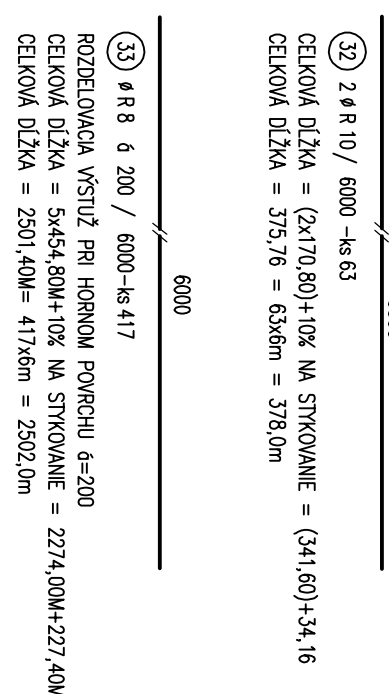 32 2 ø R 10 / 6000 -ks 63
CELKOVÁ DĹŽKA = (2x170,80)+10% NA STYKOVANIE = (341,60)+34,16
CELKOVÁ DĹŽKA = 375,76 = 63x6m = 378,0m
6000
33 ø R 8 á 200 / 6000-ks 417
ROZDELOVACIA VÝSTUŽ PRI HORNOM POVRCHU á=200
CELKOVÁ DĹŽKA = 5x454,80M+10% NA STYKOVANIE = 2274,00M+227,40M
CELKOVÁ DĹŽKA = 2501,40M= 417x6m = 2502,0m